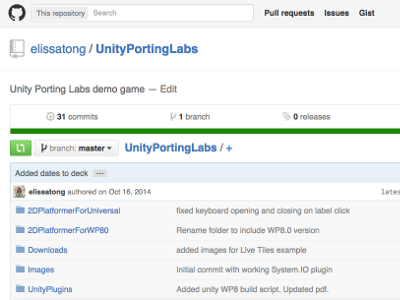 This repository Search Pull requests Issues Gist
elissatong / UnityPortingLabs
Unity Porting Labs demo game — Edit
31 commits 1 branch 0 releases
branch: master UnityPortingLabs / +
Added dates to deck ...
elissatong authored on Oct 16, 2014
2DPlatformerForUniversal fixed keyboard opening and closing on label click
2DPlatformerForWP80 Rename folder to include WP8.0 version
Downloads added images for Live Tiles example
Images Initial commit with working System.IO plugin
UnityPlugins Added unity WP8 build script. Updated pdf.